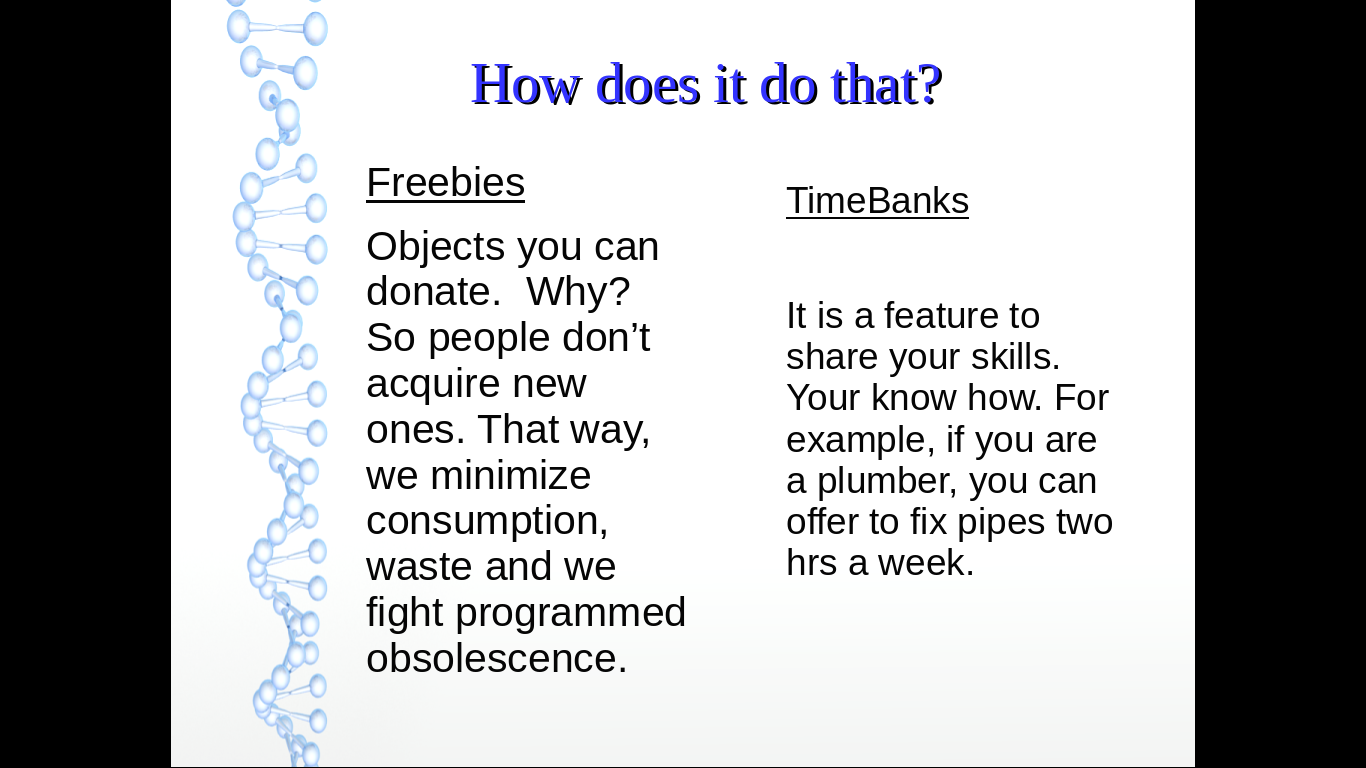 How does it do that?
Freebies
Objects you can
donate.  Why?
So people don’t
acquire new
ones. That way,
we minimize
consumption,
waste and we
fight programmed
obsolescence.
TimeBanks
It is a feature to
share your skills.
Your know how. For
example, if you are
a plumber, you can
offer to fix pipes two
hrs a week.